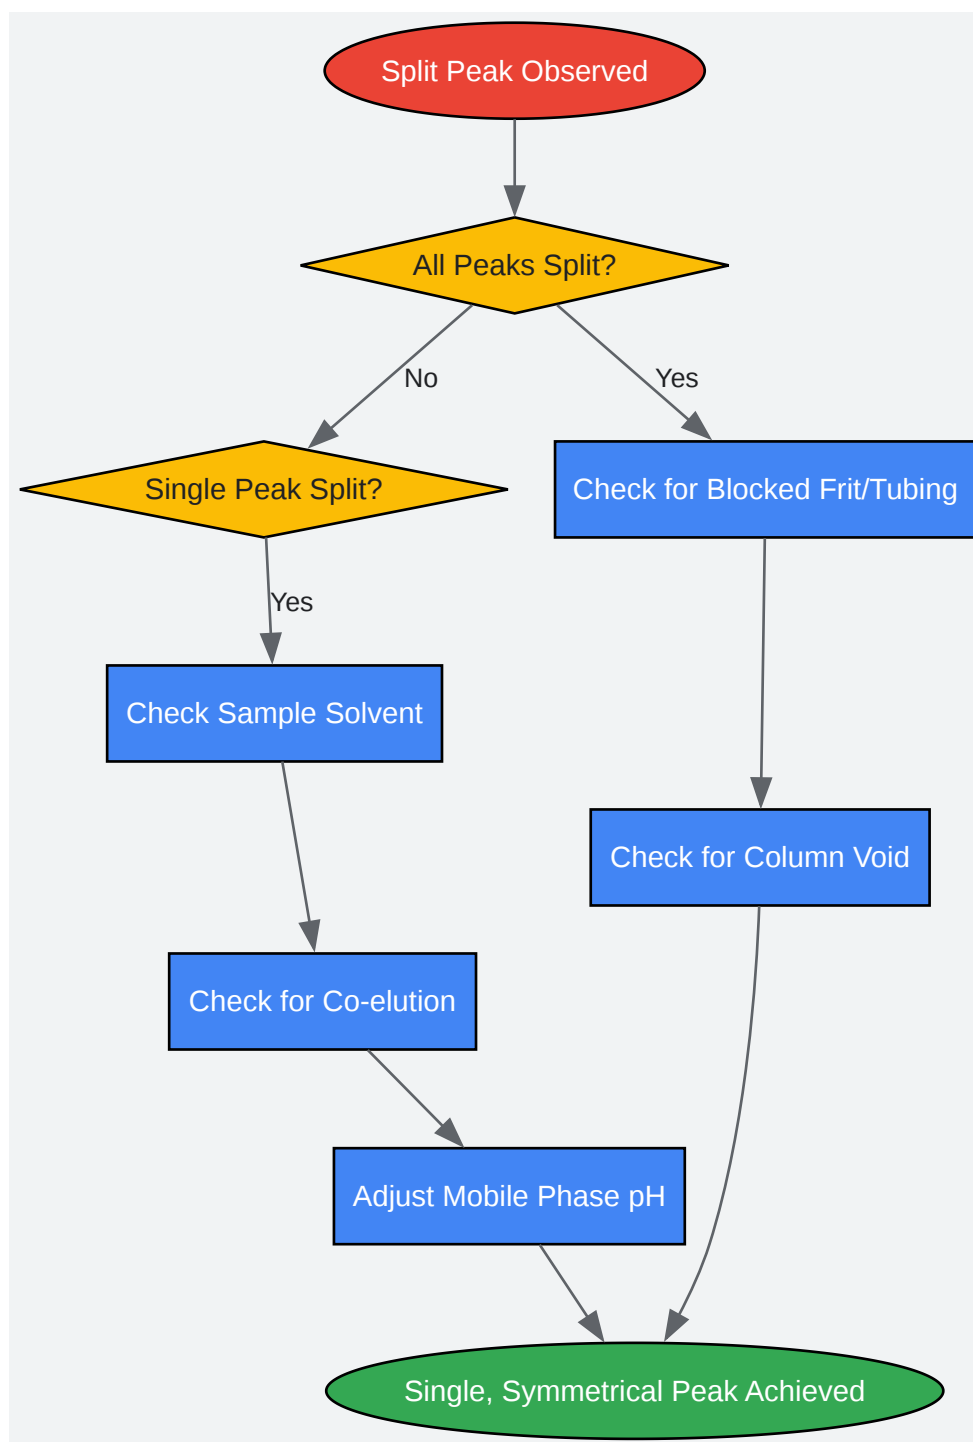 Split Peak Observed
All Peaks Split?
No
Yes
Single Peak Split?
Check for Blocked Frit/Tubing
Yes
Check Sample Solvent
Check for Column Void
Check for Co-elution
Adjust Mobile Phase pH
Single, Symmetrical Peak Achieved